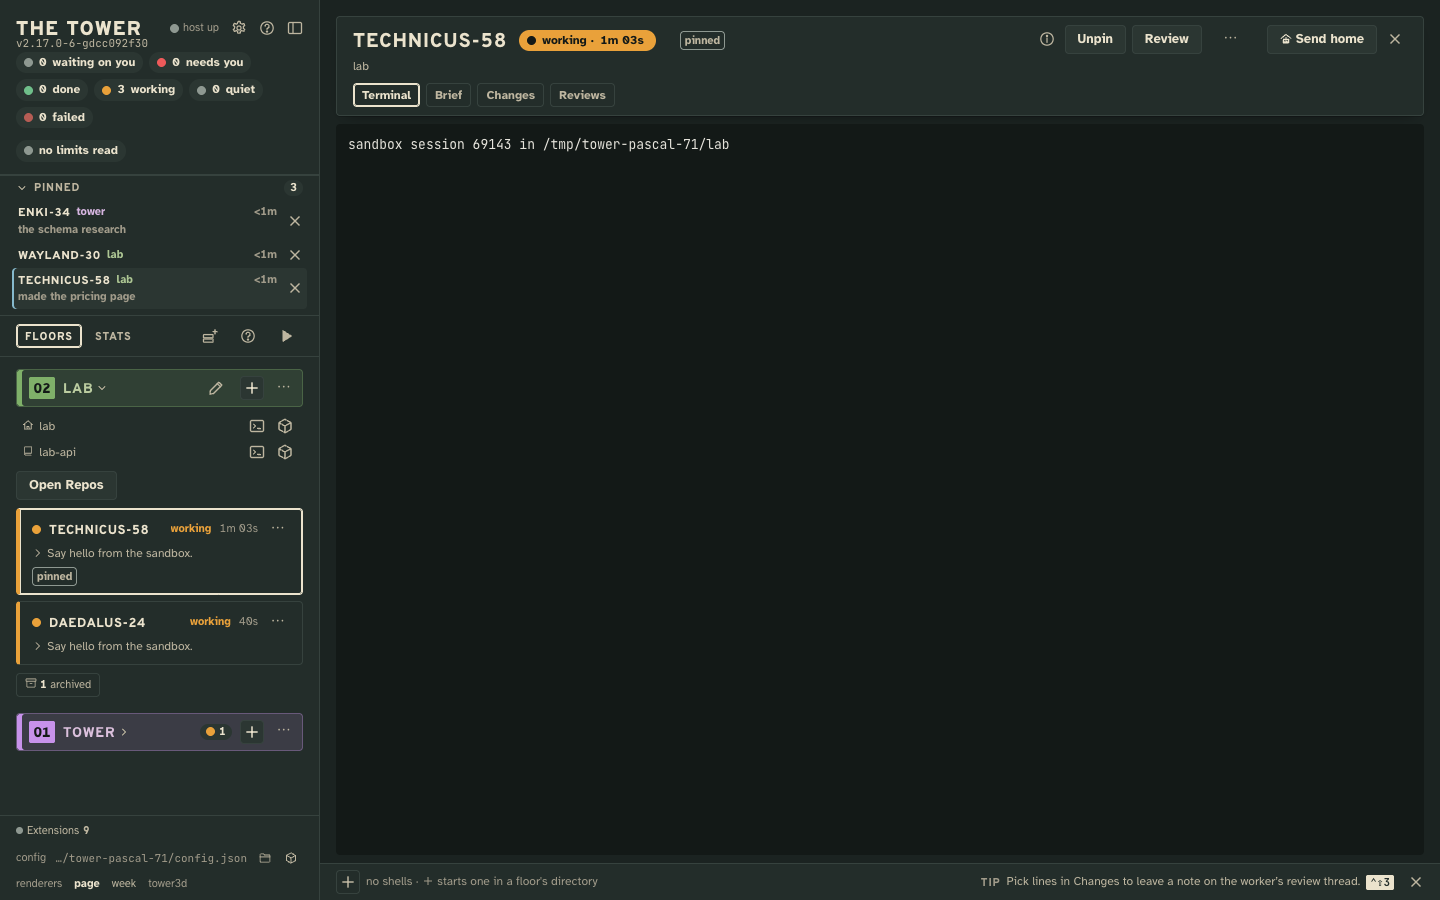 THE TOWER
host up
v2.17.0-6-gdcc092f30
0 waiting on you
0 needs you
0 done
3 working
0 quiet
0 failed
no limits read
PINNED
3
ENKI-34 tower <1m
the schema research
WAYLAND-30 lab <1m
TECHNICUS-58 lab <1m
made the pricing page
FLOORS
STATS
02 LAB
lab
lab-api
Open Repos
TECHNICUS-58 working 1m 03s
Say hello from the sandbox.
pinned
DAEDALUS-24 working 40s
Say hello from the sandbox.
1 archived
01 TOWER 1
Extensions 9
config …/tower-pascal-71/config.json
renderers page week tower3d
TECHNICUS-58 working · 1m 03s pinned
Unpin
Review
Send home
lab
Terminal
Brief
Changes
Reviews
sandbox session 69143 in /tmp/tower-pascal-71/lab
no shells · + starts one in a floor's directory
TIP Pick lines in Changes to leave a note on the worker's review thread. ^⇧3